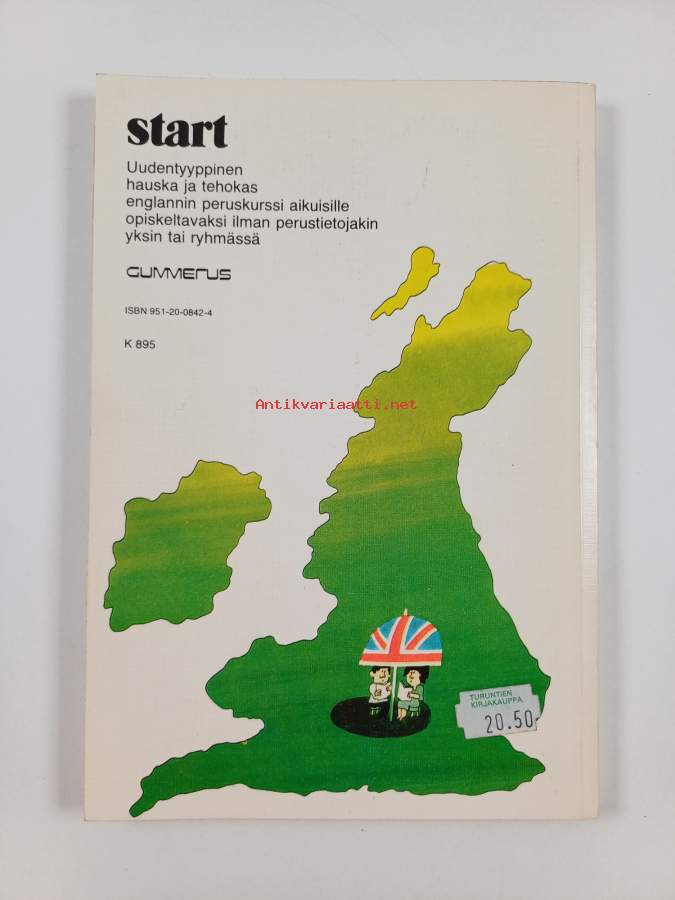 start
Uudentyyppinen
hauska ja tehokas
englannin peruskurssi aikuisille
opiskeltavaksi ilman perustietojakin
yksin tai ryhmässä
GUMMERUS
ISBN 951-20-0842-4
K 895
Antikvariaatti.net
TURUNTIEN
KIRJAKAUPPA
20.50